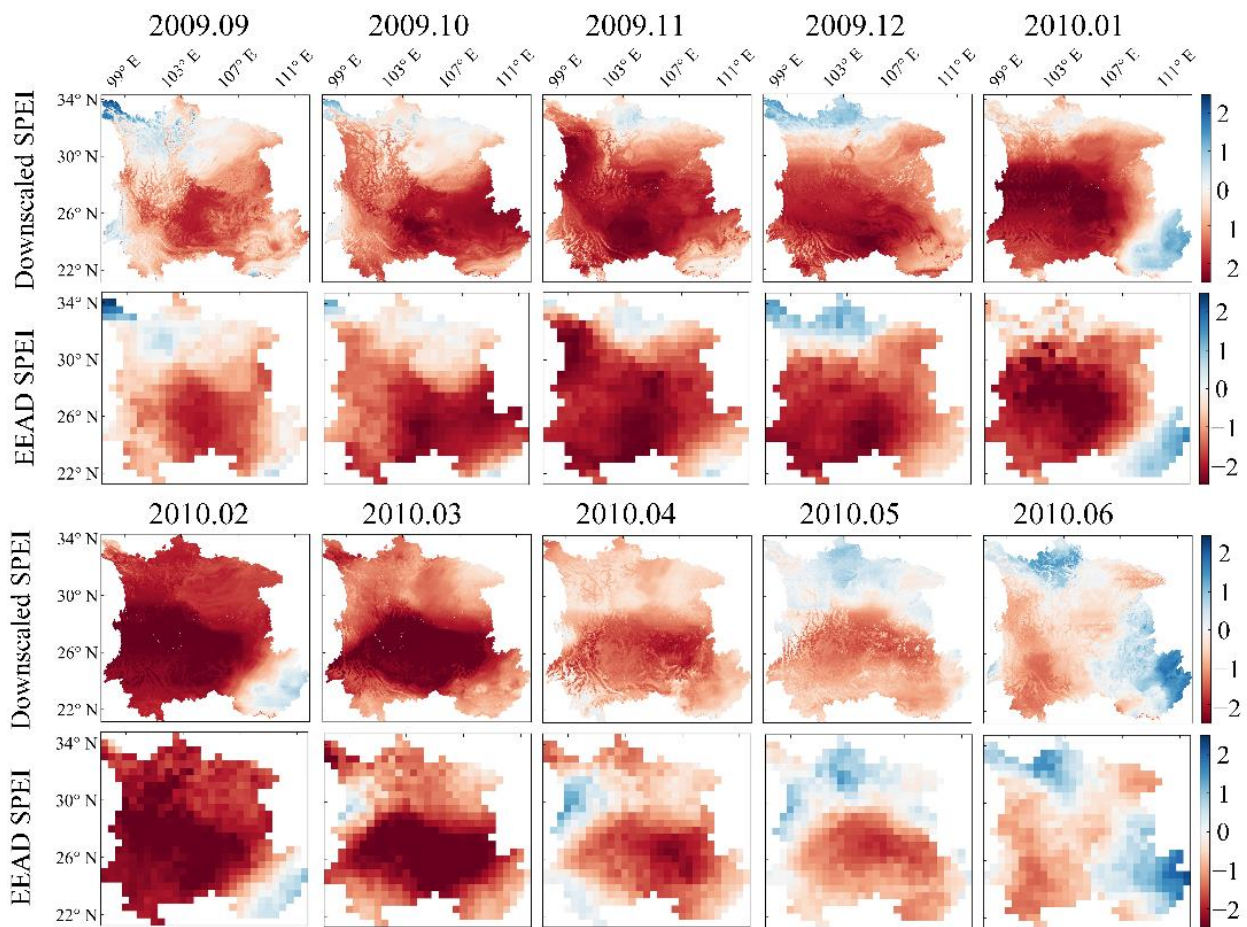 2009.09 2009.10 2009.11 2009.12 2010.01
99° E 103° E 107° E 111° E 99° E 103° E 107° E 111° E 99° E 103° E 107° E 111° E 99° E 103° E 107° E 111° E 99° E 103° E 107° E 111° E
Downscaled SPEI
34° N
30° N
26° N
22° N
2
1
0
−1
−2
EEAD SPEI
34° N
30° N
26° N
22° N
2
1
0
−1
−2
2010.02 2010.03 2010.04 2010.05 2010.06
Downscaled SPEI
34° N
30° N
26° N
22° N
2
1
0
−1
−2
EEAD SPEI
34° N
30° N
26° N
22° N
2
1
0
−1
−2